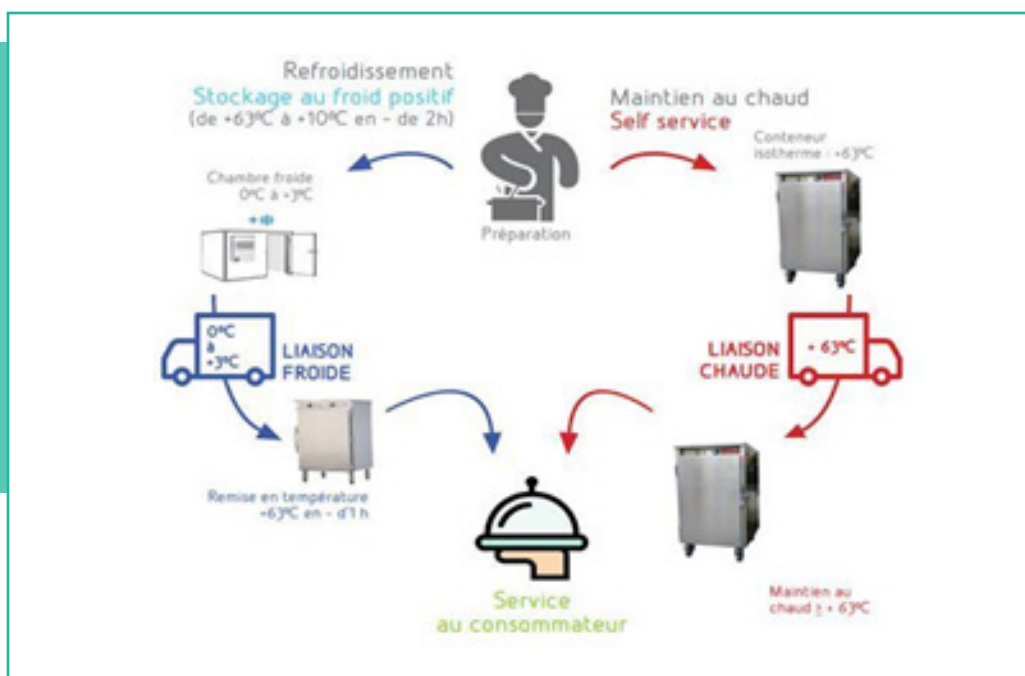 Refroidissement
Stockage au froid positif
(de +63ºC à +10ºC en - de 2h)
Maintien au chaud
Self service
Conteneur
isotherme : +63ºC
Chambre froide
0ºC à +3ºC
Préparation
0ºC
à
+3ºC
LIAISON
FROIDE
LIAISON
CHAUDE
+ 63ºC
Remise en température
+63ºC en - d'1 h
Service
au consommateur
Maintien au
chaud ≥ + 63ºC